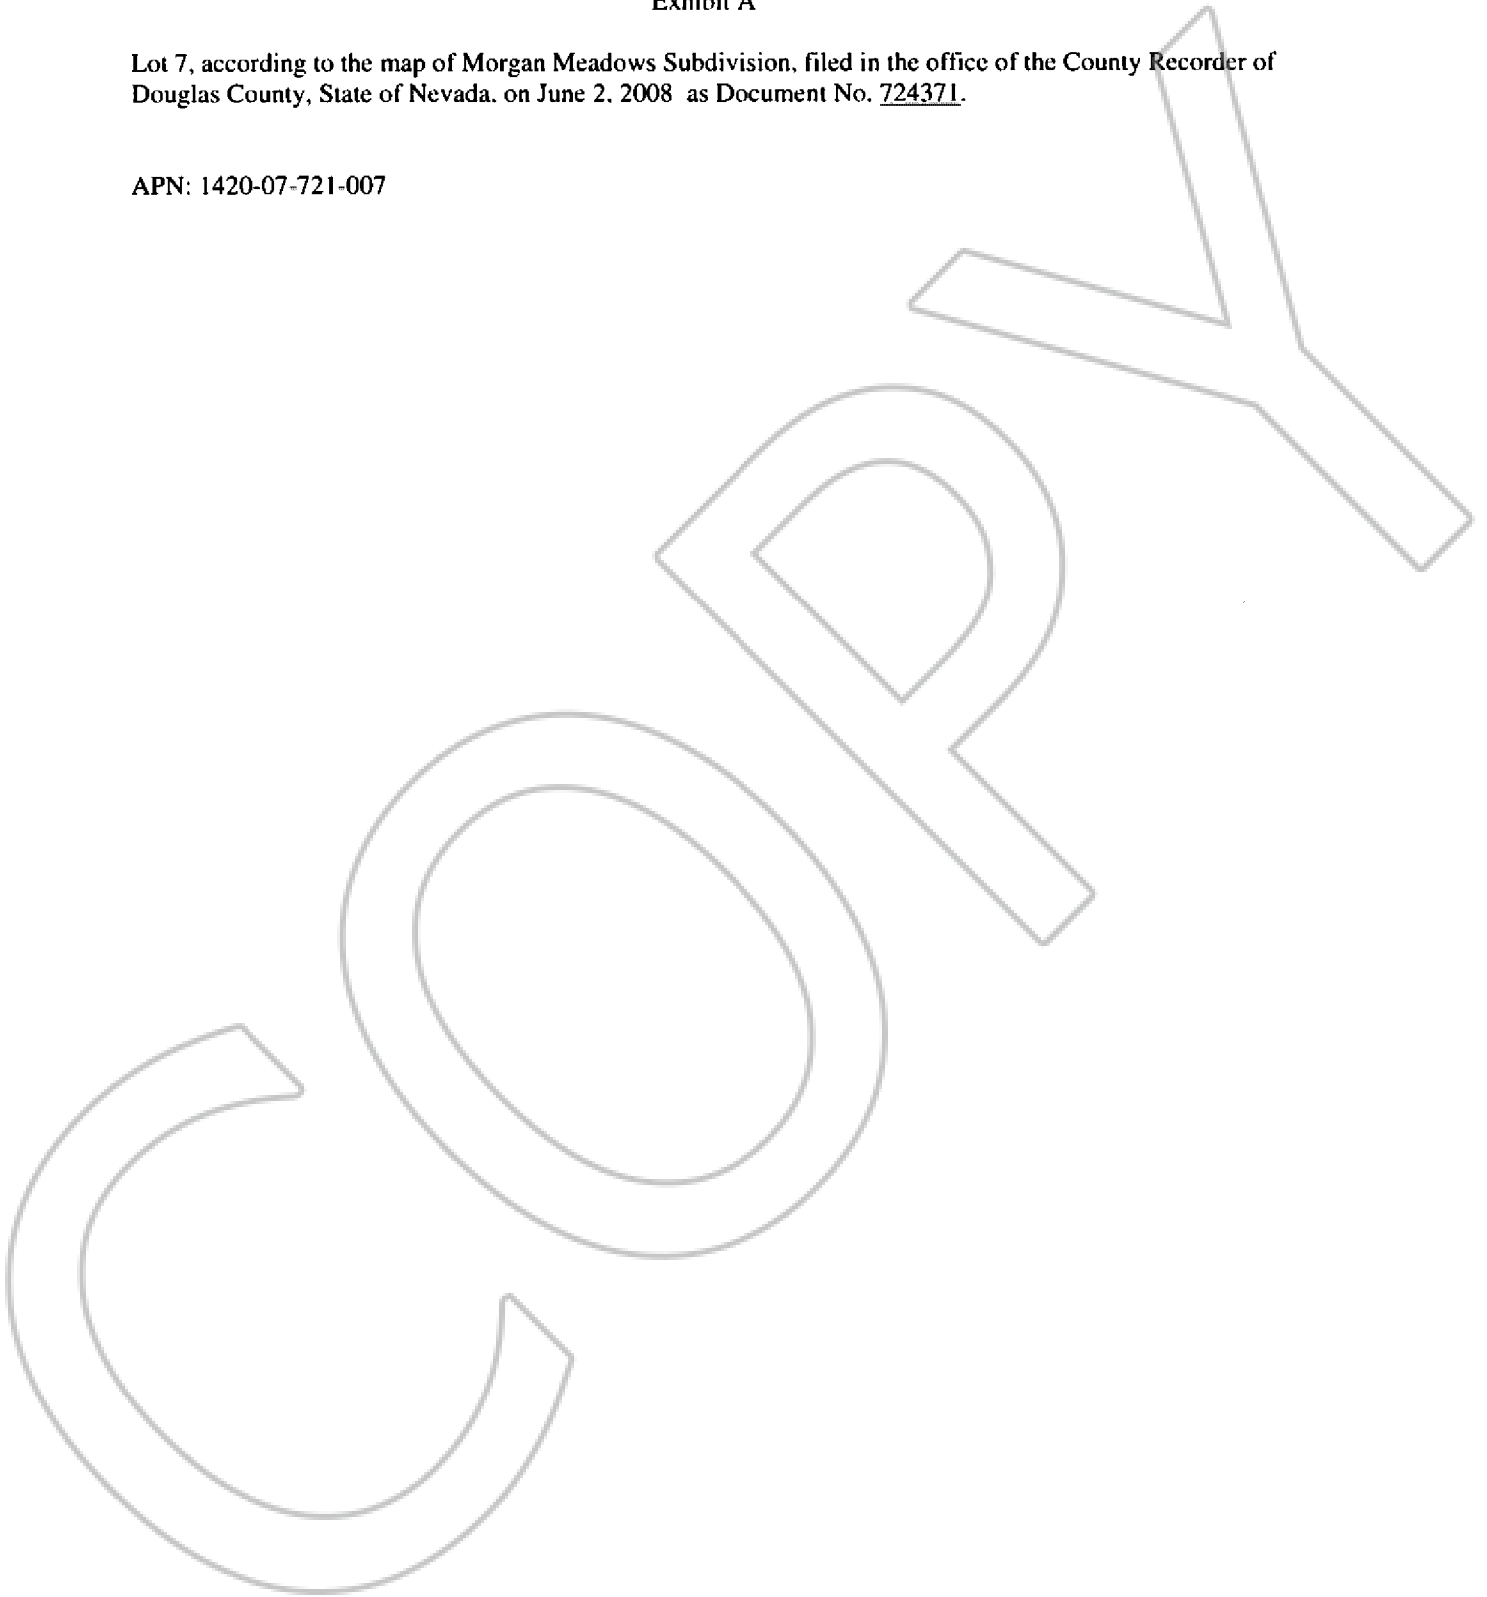 Exhibit A
Lot 7, according to the map of Morgan Meadows Subdivision, filed in the office of the County Recorder of
Douglas County, State of Nevada. on June 2, 2008 as Document No. 724371.
APN: 1420-07-721-007
COPY